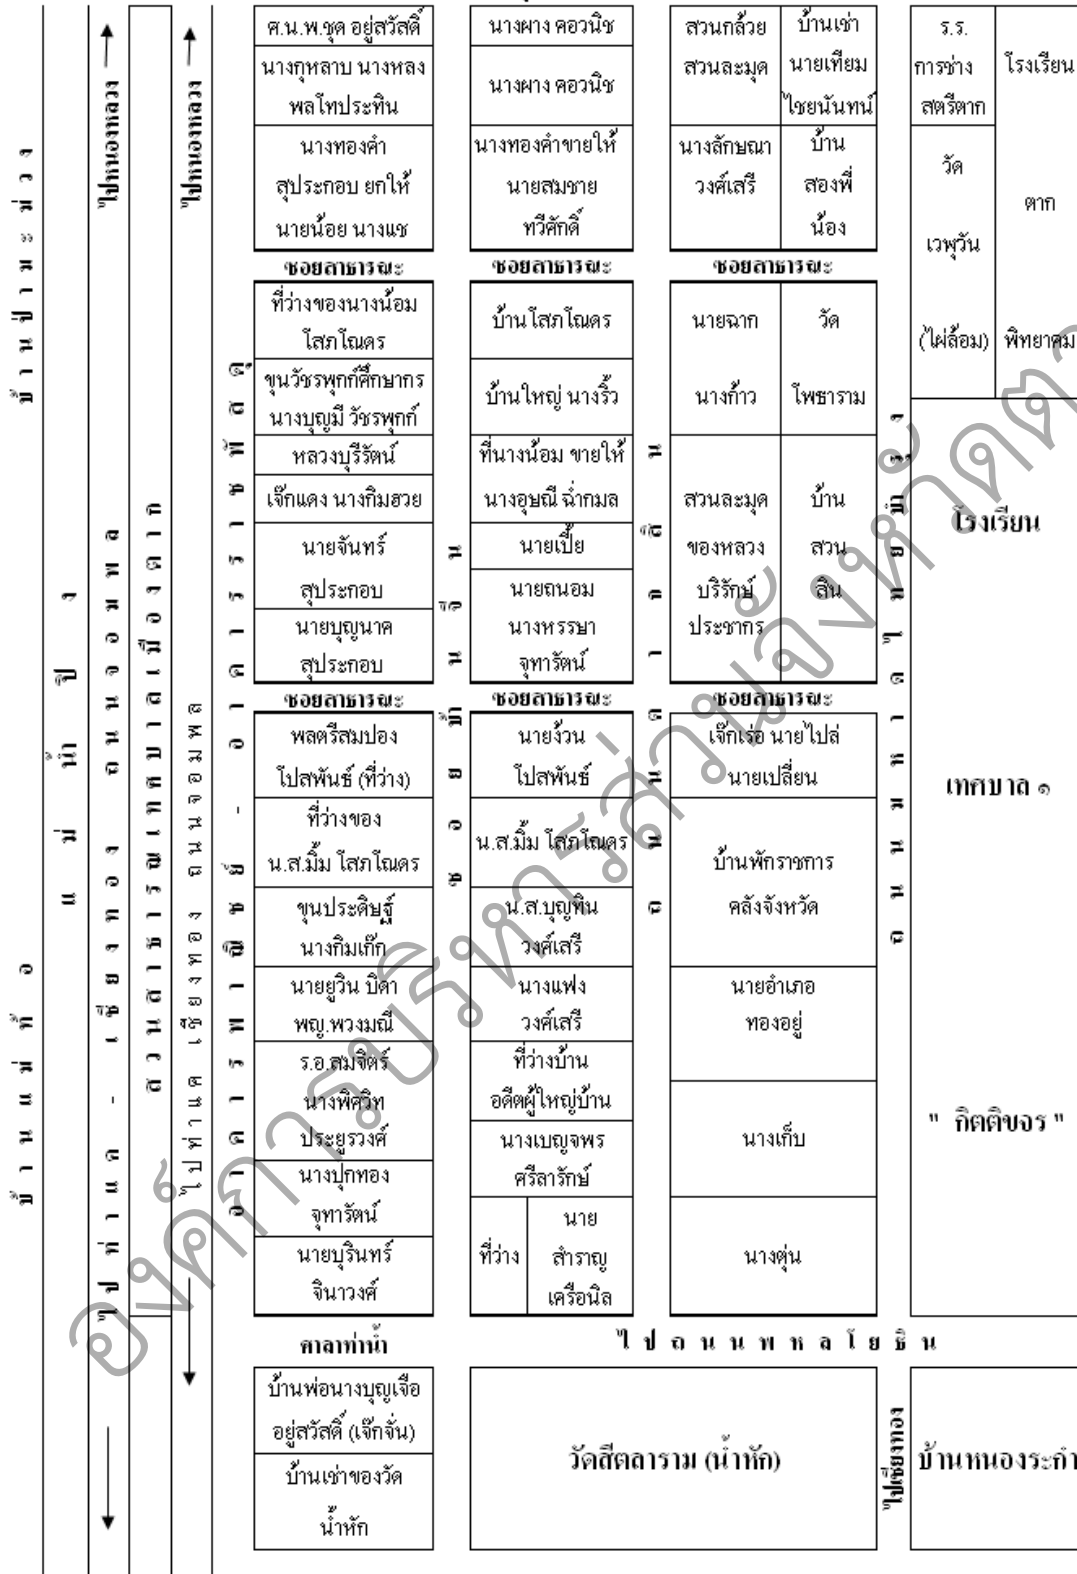 บ้านป่ามะม่วง
บ้านแม่ท้อ
แม่น้ำปิง
ไปหนองหลวง
ไปท่าแค - เชียงทอง ถนนจอมพล
สวนสาธารณะเทศบาลเมืองตาก
ไปหนองหลวง
ไปท่าแค เชียงทอง ถนนจอมพล
ศ.น.พ.ชุด อยู่สวัสดิ์
นางกุหลาบ นางหลง
พลโทประทิน
นางทองคำ
สุประกอบ ยกให้
นายน้อย นางแช
ซอยสาธารณะ
ที่ว่างของนางน้อม
โสภโณดร
ขุนวัชรพุกก์ศึกษากร
นางบุญมี วัชรพุกก์
หลวงบุรีรัตน์
เจ๊กแดง นางกิมฮวย
นายจันทร์
สุประกอบ
นายบุญนาค
สุประกอบ
ซอยสาธารณะ
พลตรีสมปอง
โปสพันธ์ (ที่ว่าง)
ที่ว่างของ
น.ส.มิ้ม โสภโณดร
ขุนประดิษฐ์
นางกิมเก๊ก
นายยูวิน บิดา
พญ.พวงมณี
ร.อ.สมจิตร์
นางพิศวิท
ประยูรวงศ์
นางปุกทอง
จุฑารัตน์
นายบุรินทร์
จินาวงศ์
ศาลาท่าน้ำ
บ้านพ่อนางบุญเจือ
อยู่สวัสดิ์ (เจ๊กจั่น)
บ้านเช่าของวัด
น้ำหัก
นางผาง คอวนิช
นางผาง คอวนิช
นางทองคำขายให้
นายสมชาย
ทวีศักดิ์
ซอยสาธารณะ
บ้านโสภโณดร
บ้านใหญ่ นางริ้ว
ที่นางน้อม ขายให้
นางอุษณี ฉ่ำกมล
นายเปี้ย
นายถนอม
นางหรรษา
จุฑารัตน์
ซอยสาธารณะ
นายง้วน
โปสพันธ์
น.ส.มิ้ม โสภโณดร
น.ส.บุญทิน
วงศ์เสรี
นางแฟง
วงศ์เสรี
ที่ว่างบ้าน
อดีตผู้ใหญ่บ้าน
นางเบญจพร
ศรีลารักษ์
ที่ว่าง
นาย
สำราญ
เครือนิล
ซอยบ้านจีน
ถนนตากสิน
สวนกล้วย
สวนละมุด
บ้านเช่า
นายเทียม
ไชยนันทน์
นางลักษณา
วงศ์เสรี
บ้าน
สองพี่
น้อง
ซอยสาธารณะ
นายฉาก
นางก้าว
วัด
โพธาราม
สวนละมุด
ของหลวง
บริรักษ์
ประชากร
บ้าน
สวน
สิน
ซอยสาธารณะ
เจ๊กเร่อ นายไปล่
นายเปลี่ยน
บ้านพักราชการ
คลังจังหวัด
นายอำเภอ
ทองอยู่
นางเก็บ
นางตุ่น
ไปถนนพหลโยธิน
วัดสีตลาราม (น้ำหัก)
ไปเชียงทอง
บ้านหนองระกำ
ร.ร.
การช่าง
สตรีตาก
วัด
เวพุวัน
(ไผ่ล้อม)
โรงเรียน
ตาก
พิทยาคม
โรงเรียน
เทศบาล ๑
" กิตติขจร "